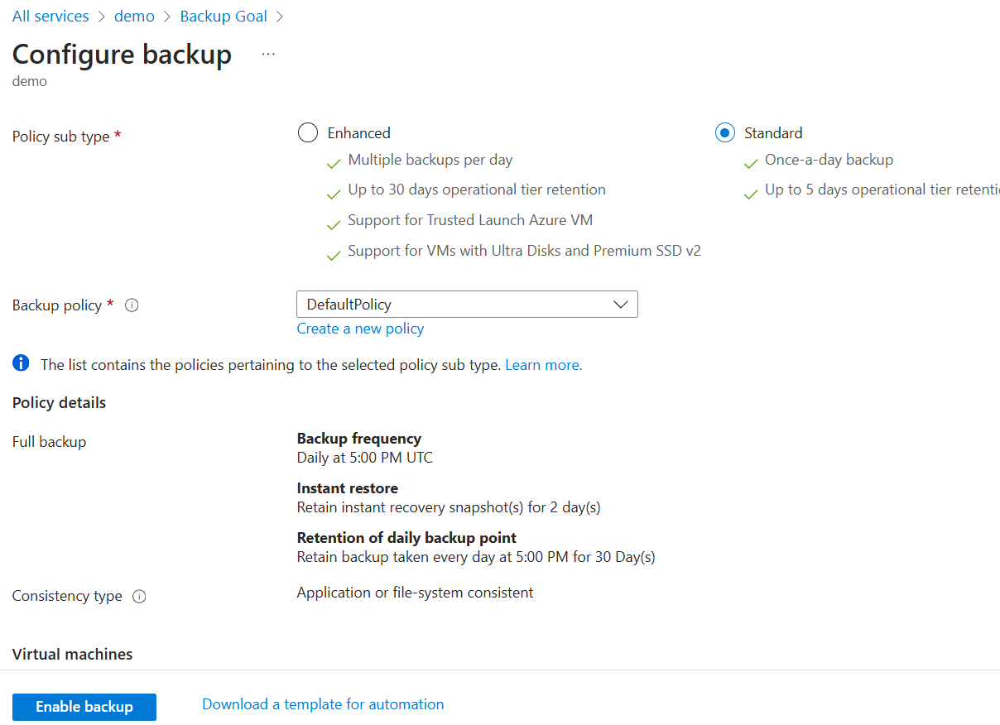 All services > demo > Backup Goal >
Configure backup ...
demo
Policy sub type *
Enhanced
Multiple backups per day
Up to 30 days operational tier retention
Support for Trusted Launch Azure VM
Support for VMs with Ultra Disks and Premium SSD v2
Standard
Once-a-day backup
Up to 5 days operational tier retenti
Backup policy *
DefaultPolicy
Create a new policy
The list contains the policies pertaining to the selected policy sub type. Learn more.
Policy details
Full backup
Backup frequency
Daily at 5:00 PM UTC
Instant restore
Retain instant recovery snapshot(s) for 2 day(s)
Retention of daily backup point
Retain backup taken every day at 5:00 PM for 30 Day(s)
Consistency type
Application or file-system consistent
Virtual machines
Enable backup
Download a template for automation